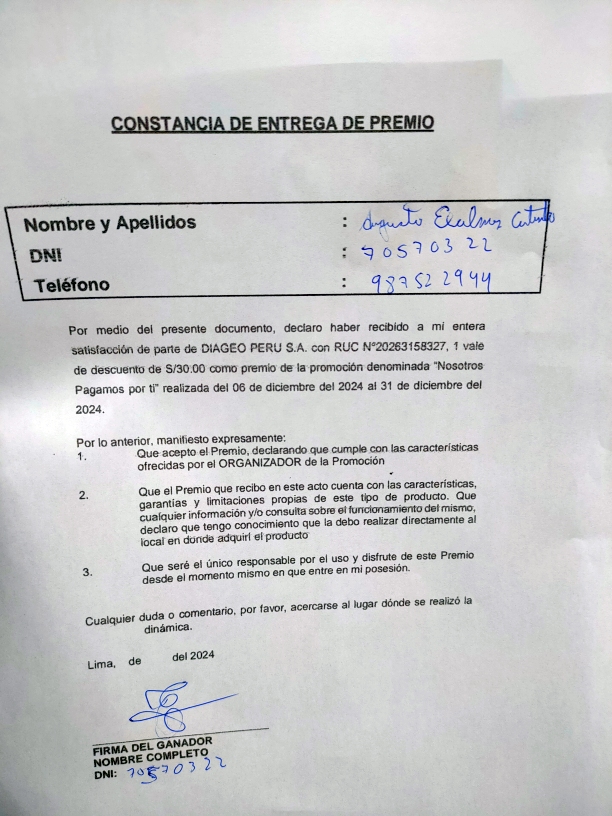 CONSTANCIA DE ENTREGA DE PREMIO
Nombre y Apellidos : Augusto
DNI : 70570322
Teléfono : 987522944
Por medio del presente documento, declaro haber recibido a mi entera
satisfacción de parte de DIAGEO PERU S.A. con RUC N°20263158327, 1 vale
de descuento de S/30:00 como premio de la promoción denominada "Nosotros
Pagamos por ti" realizada del 06 de diciembre del 2024 al 31 de diciembre del
2024.
Por lo anterior, manifiesto expresamente:
1. Que acepto el Premio, declarando que cumple con las características
ofrecidas por el ORGANIZADOR de la Promoción
2. Que el Premio que recibo en este acto cuenta con las características,
garantías y limitaciones propias de este tipo de producto. Que
cualquier información y/o consulta sobre el funcionamiento del mismo,
declaro que tengo conocimiento que la debo realizar directamente al
local en donde adquirí el producto
3. Que seré el único responsable por el uso y disfrute de este Premio
desde el momento mismo en que entre en mi posesión.
Cualquier duda o comentario, por favor, acercarse al lugar dónde se realizó la
dinámica.
Lima, de del 2024
FIRMA DEL GANADOR
NOMBRE COMPLETO
DNI: 70570322